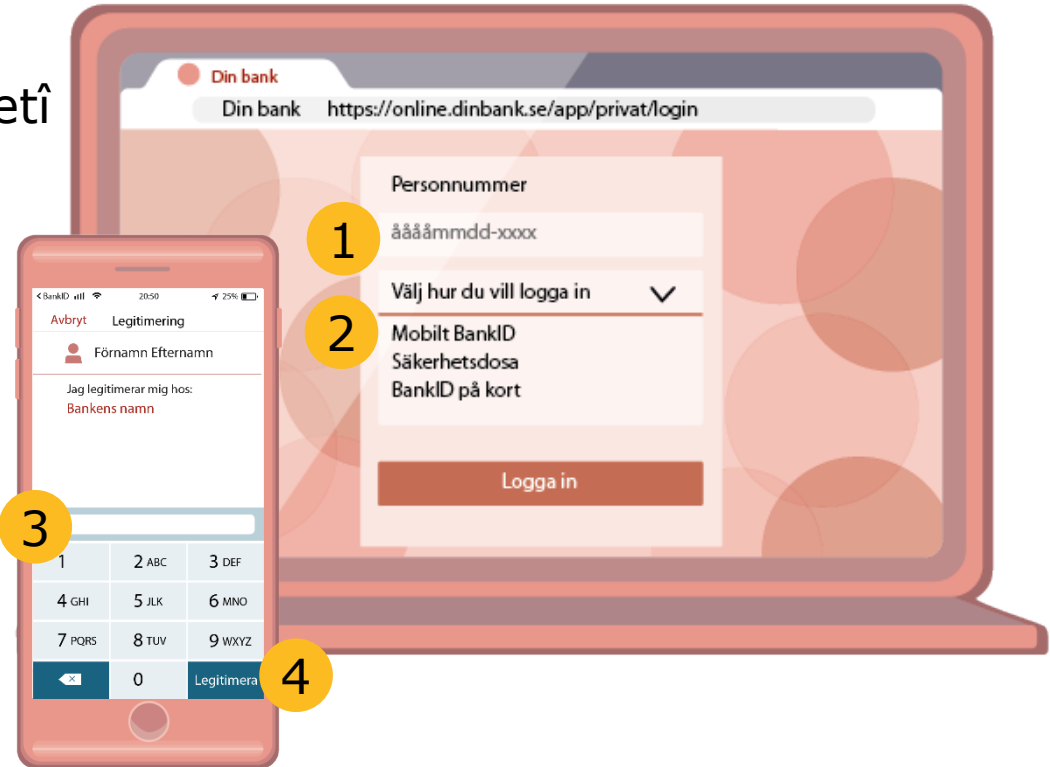 etî
Din bank
Din bank https://online.dinbank.se/app/privat/login
Personnummer
1
ååååmmdd-xxxx
Välj hur du vill logga in
2
Mobilt BankID
Säkerhetsdosa
BankID på kort
Logga in
BankID 20:50 25%
Avbryt Legitimering
Förnamn Efternamn
Jag legitimerar mig hos:
Bankens namn
3
1 2 ABC 3 DEF
4 GHI 5 JLK 6 MNO
7 PQRS 8 TUV 9 WXYZ
0 Legitimera
4